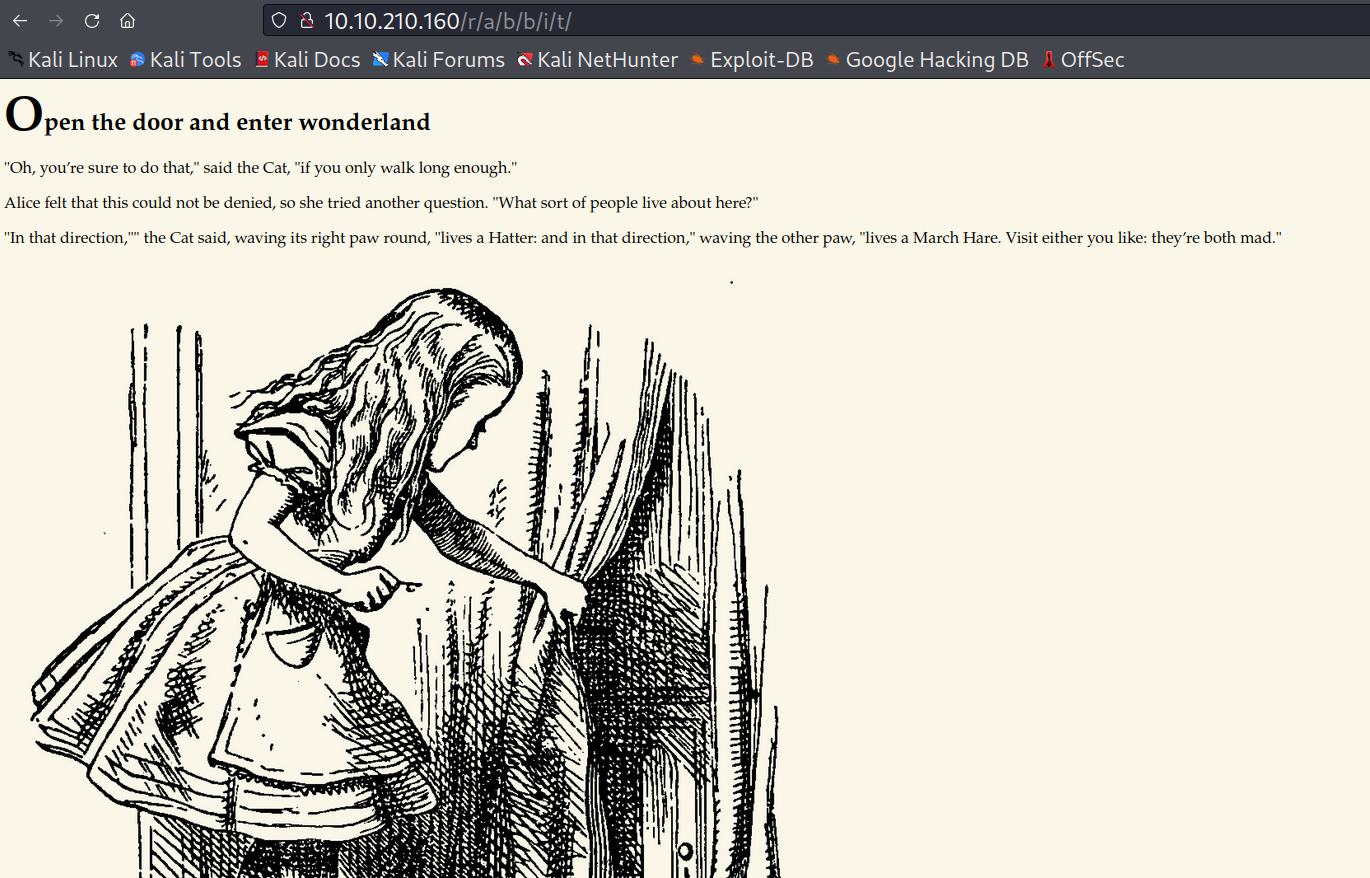 10.10.210.160/r/a/b/b/i/t/
Kali Linux Kali Tools Kali Docs Kali Forums Kali NetHunter Exploit-DB Google Hacking DB OffSec
Open the door and enter wonderland
"Oh, you’re sure to do that," said the Cat, "if you only walk long enough."
Alice felt that this could not be denied, so she tried another question. "What sort of people live about here?"
"In that direction,"" the Cat said, waving its right paw round, "lives a Hatter: and in that direction," waving the other paw, "lives a March Hare. Visit either you like: they’re both mad."